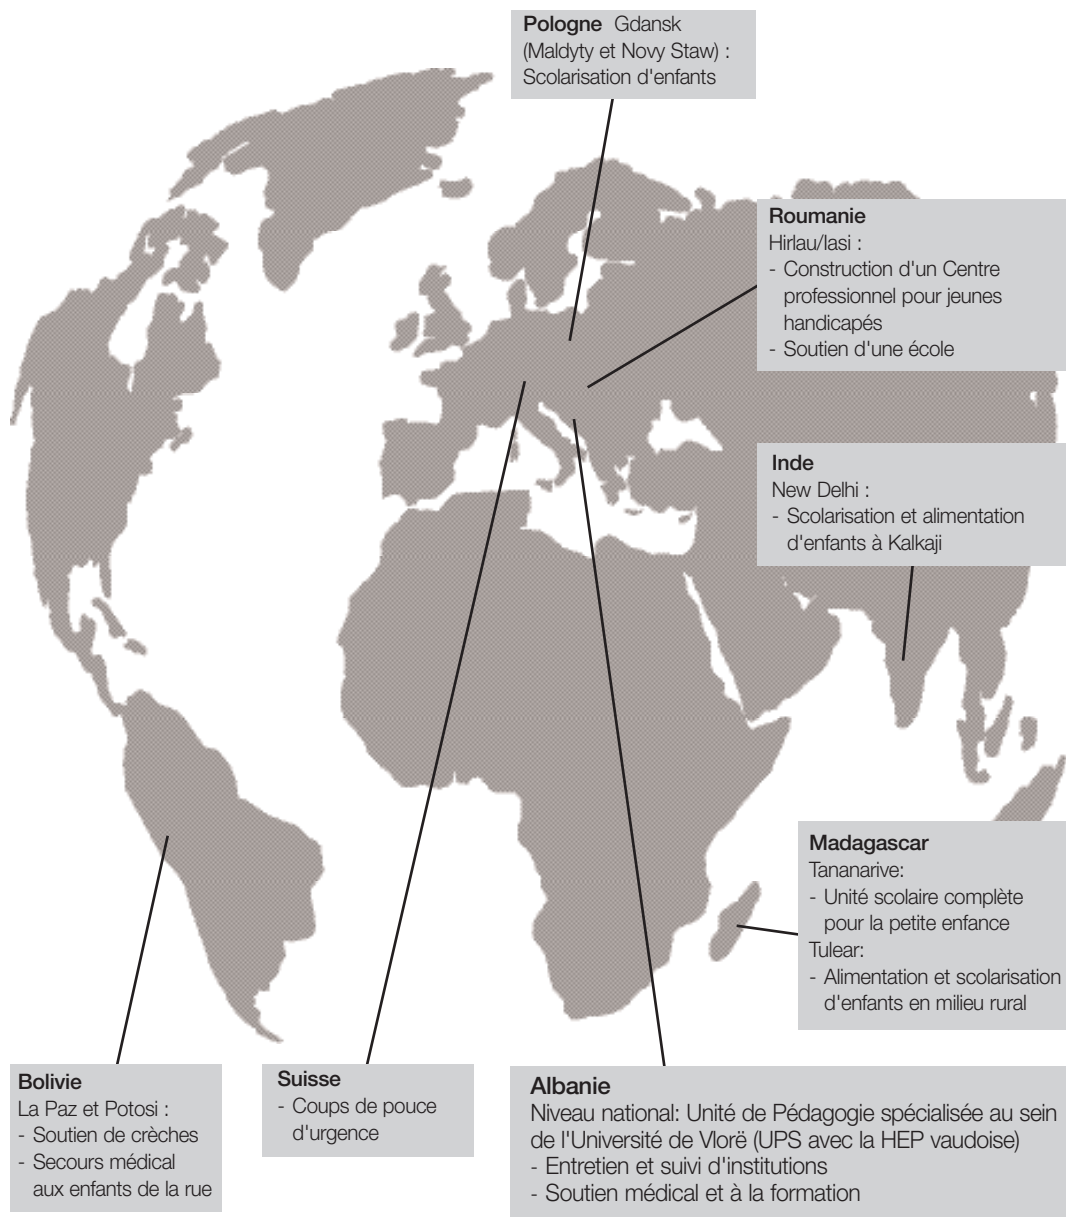 Pologne Gdansk
(Maldyty et Novy Staw) :
Scolarisation d'enfants
Roumanie
Hirlau/Iasi :
- Construction d'un Centre
professionnel pour jeunes
handicapés
- Soutien d'une école
Inde
New Delhi :
- Scolarisation et alimentation
d'enfants à Kalkaji
Madagascar
Tananarive:
- Unité scolaire complète
pour la petite enfance
Tulear:
- Alimentation et scolarisation
d'enfants en milieu rural
Bolivie
La Paz et Potosi :
- Soutien de crèches
- Secours médical
aux enfants de la rue
Suisse
- Coups de pouce
d'urgence
Albanie
Niveau national: Unité de Pédagogie spécialisée au sein
de l'Université de Vlorë (UPS avec la HEP vaudoise)
- Entretien et suivi d'institutions
- Soutien médical et à la formation